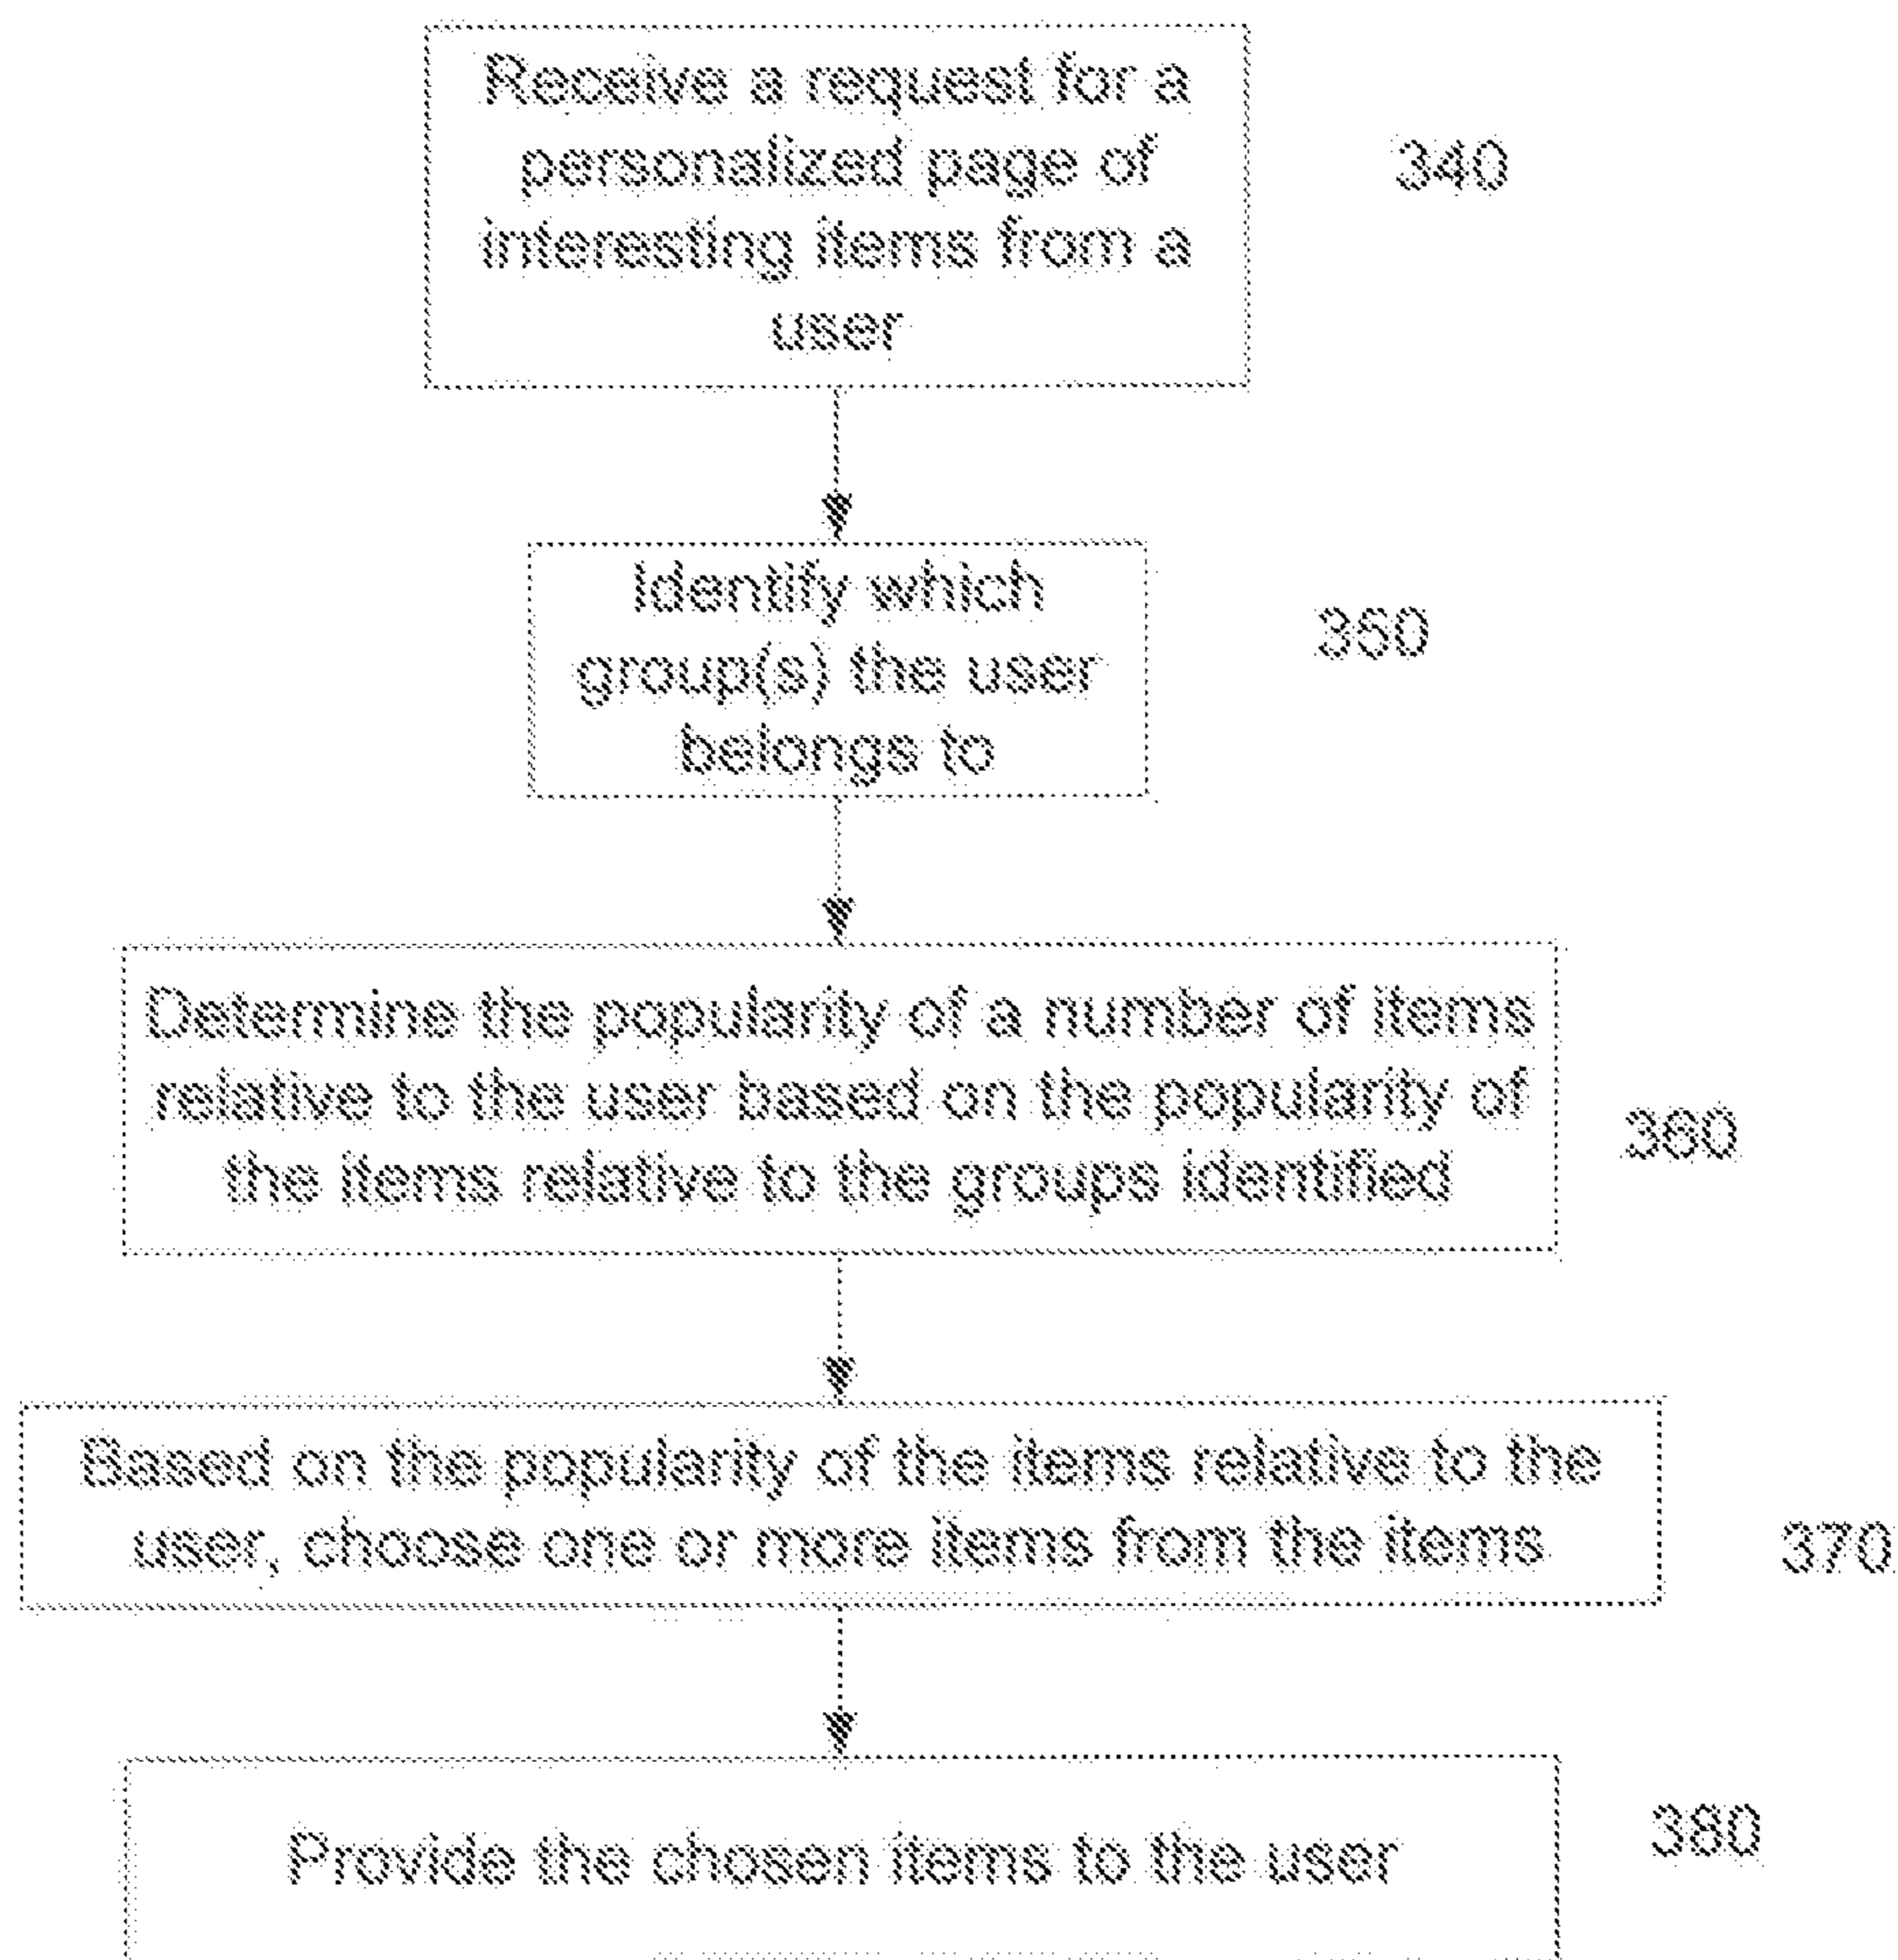 Receive a request for a
personalized page of
interesting items from a
user
340
Identify which
group(s) the user
belongs to
350
Determine the popularity of a number of items
relative to the user based on the popularity of
the items relative to the groups identified
360
Based on the popularity of the items relative to the
user, choose one or more items from the items
370
Provide the chosen items to the user
380